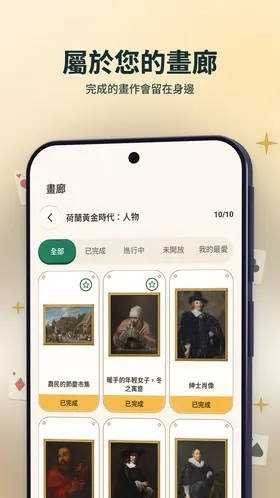 屬於您的畫廊
完成的畫作會留在身邊
畫廊
荷蘭黃金時代：人物 10/10
全部 已完成 進行中 未開放 我的最愛
農民的節慶市集
暖手的年輕女子，冬之寓意
紳士肖像
已完成 已完成 已完成